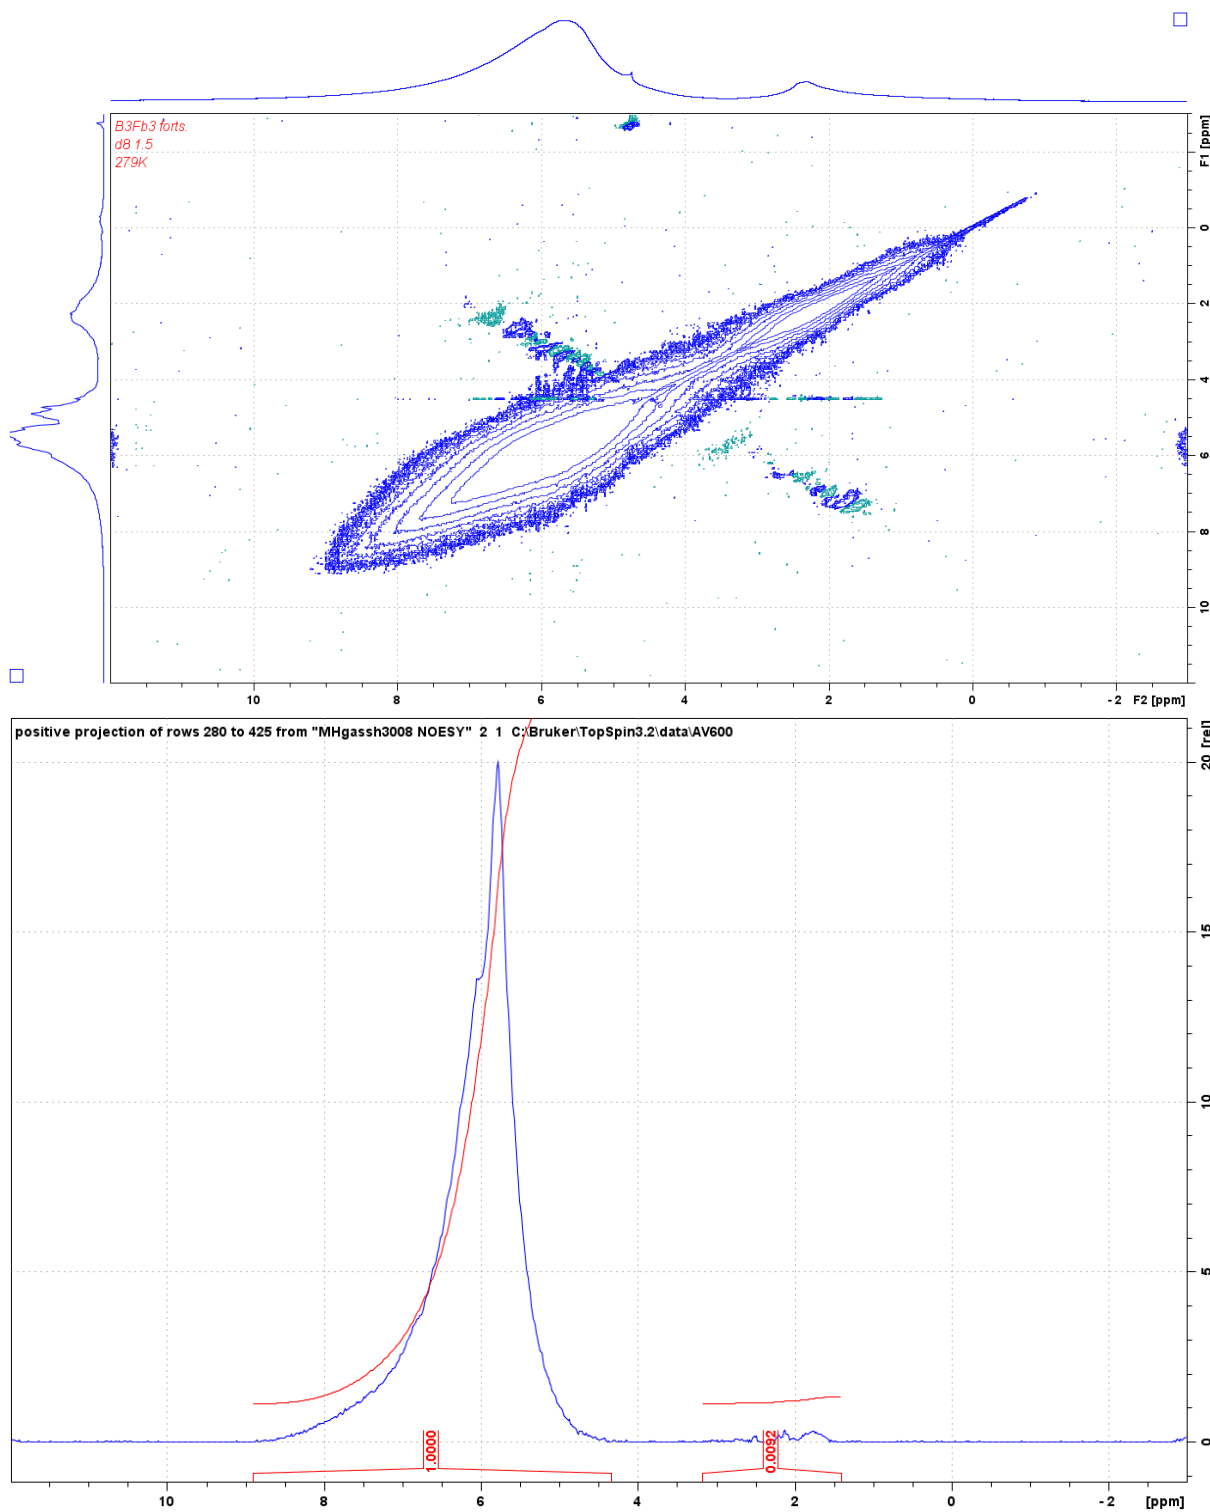 B3Fb3 forts.
d8 1.5
279K
F1 [ppm]
0
2
4
6
8
10
10 8 6 4 2 0 -2 F2 [ppm]
positive projection of rows 280 to 425 from "MHgassh3008 NOESY" 2 1 C:\Bruker\TopSpin3.2\data\AV600
20 [rel]
15
10
5
0
1.0000
0.0092
10 8 6 4 2 0 -2 [ppm]